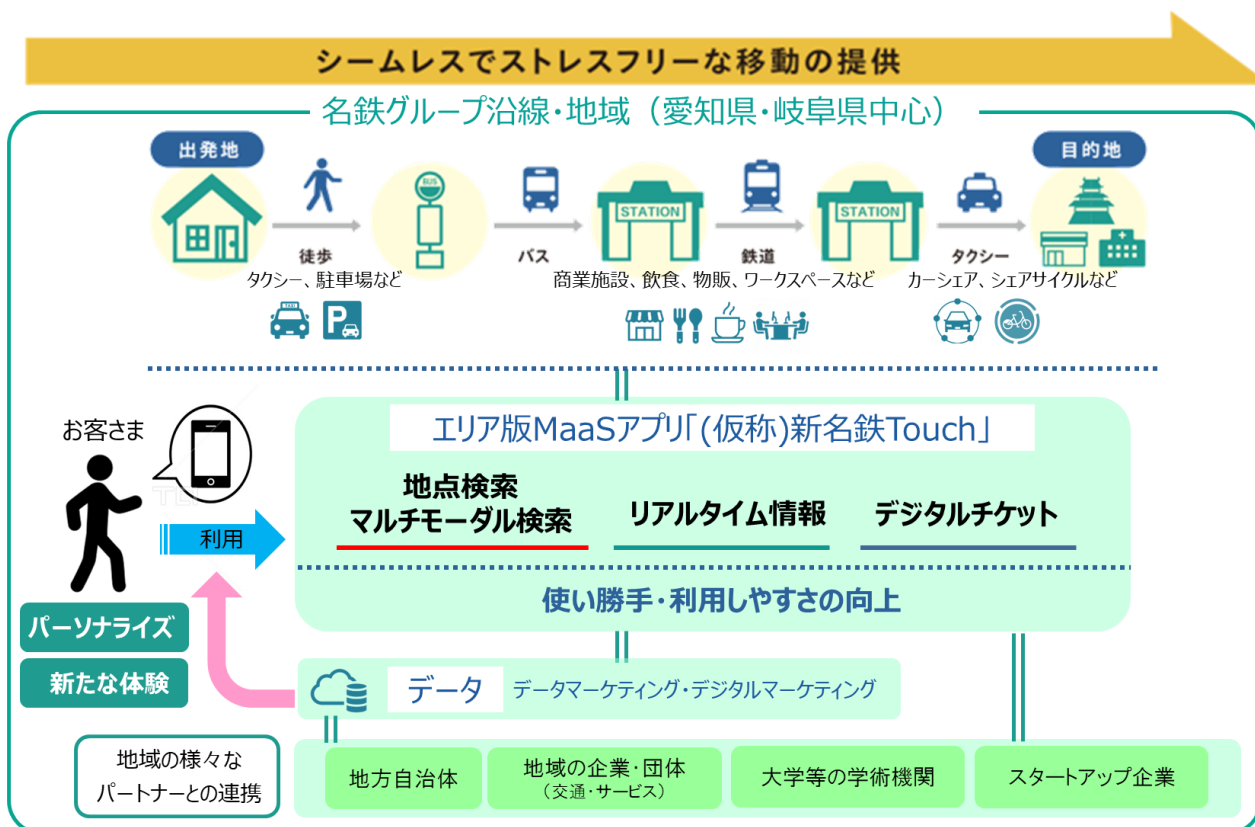 シームレスでストレスフリーな移動の提供
名鉄グループ沿線・地域（愛知県・岐阜県中心）
出発地
目的地
BUS
STATION
STATION
徒歩
バス
鉄道
タクシー
タクシー、駐車場など
商業施設、飲食、物販、ワークスペースなど
カーシェア、シェアサイクルなど
TAXI
P
お客さま
エリア版MaaSアプリ「(仮称)新名鉄Touch」
地点検索
マルチモーダル検索
リアルタイム情報
デジタルチケット
利用
使い勝手・利用しやすさの向上
パーソナライズ
新たな体験
データ
データマーケティング・デジタルマーケティング
地域の様々な
パートナーとの連携
地方自治体
地域の企業・団体
（交通・サービス）
大学等の学術機関
スタートアップ企業